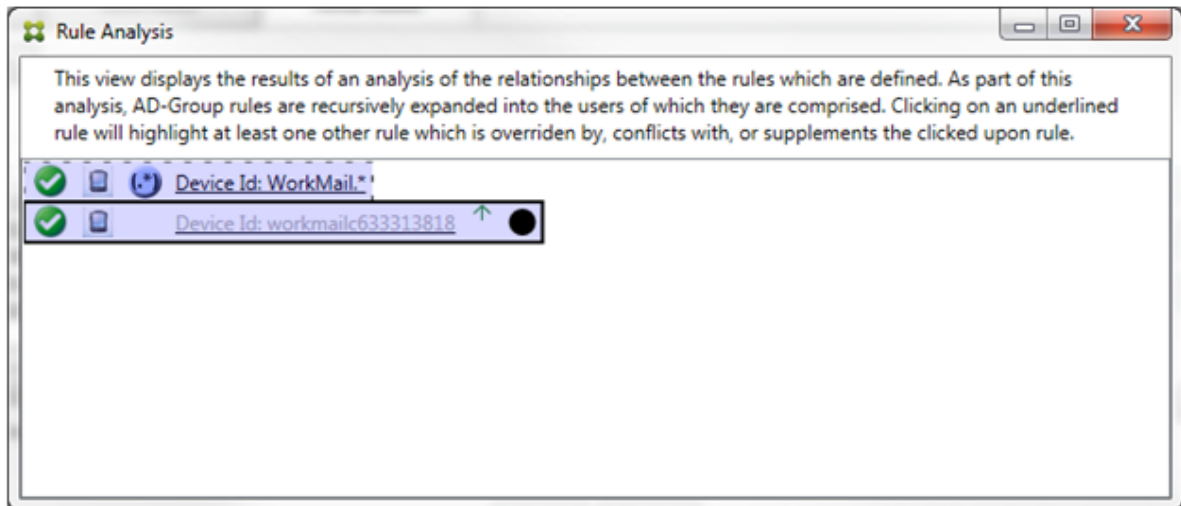 Rule Analysis
This view displays the results of an analysis of the relationships between the rules which are defined. As part of this
analysis, AD-Group rules are recursively expanded into the users of which they are comprised. Clicking on an underlined
rule will highlight at least one other rule which is overriden by, conflicts with, or supplements the clicked upon rule.
(.*) Device Id: WorkMail.*
Device Id: workmailc633313818